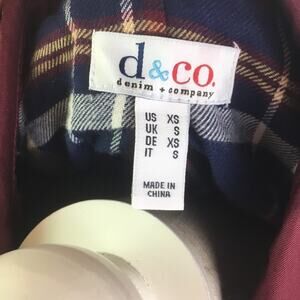 d&co.
denim + company
US XS
UK S
DE XS
IT S
MADE IN
CHINA